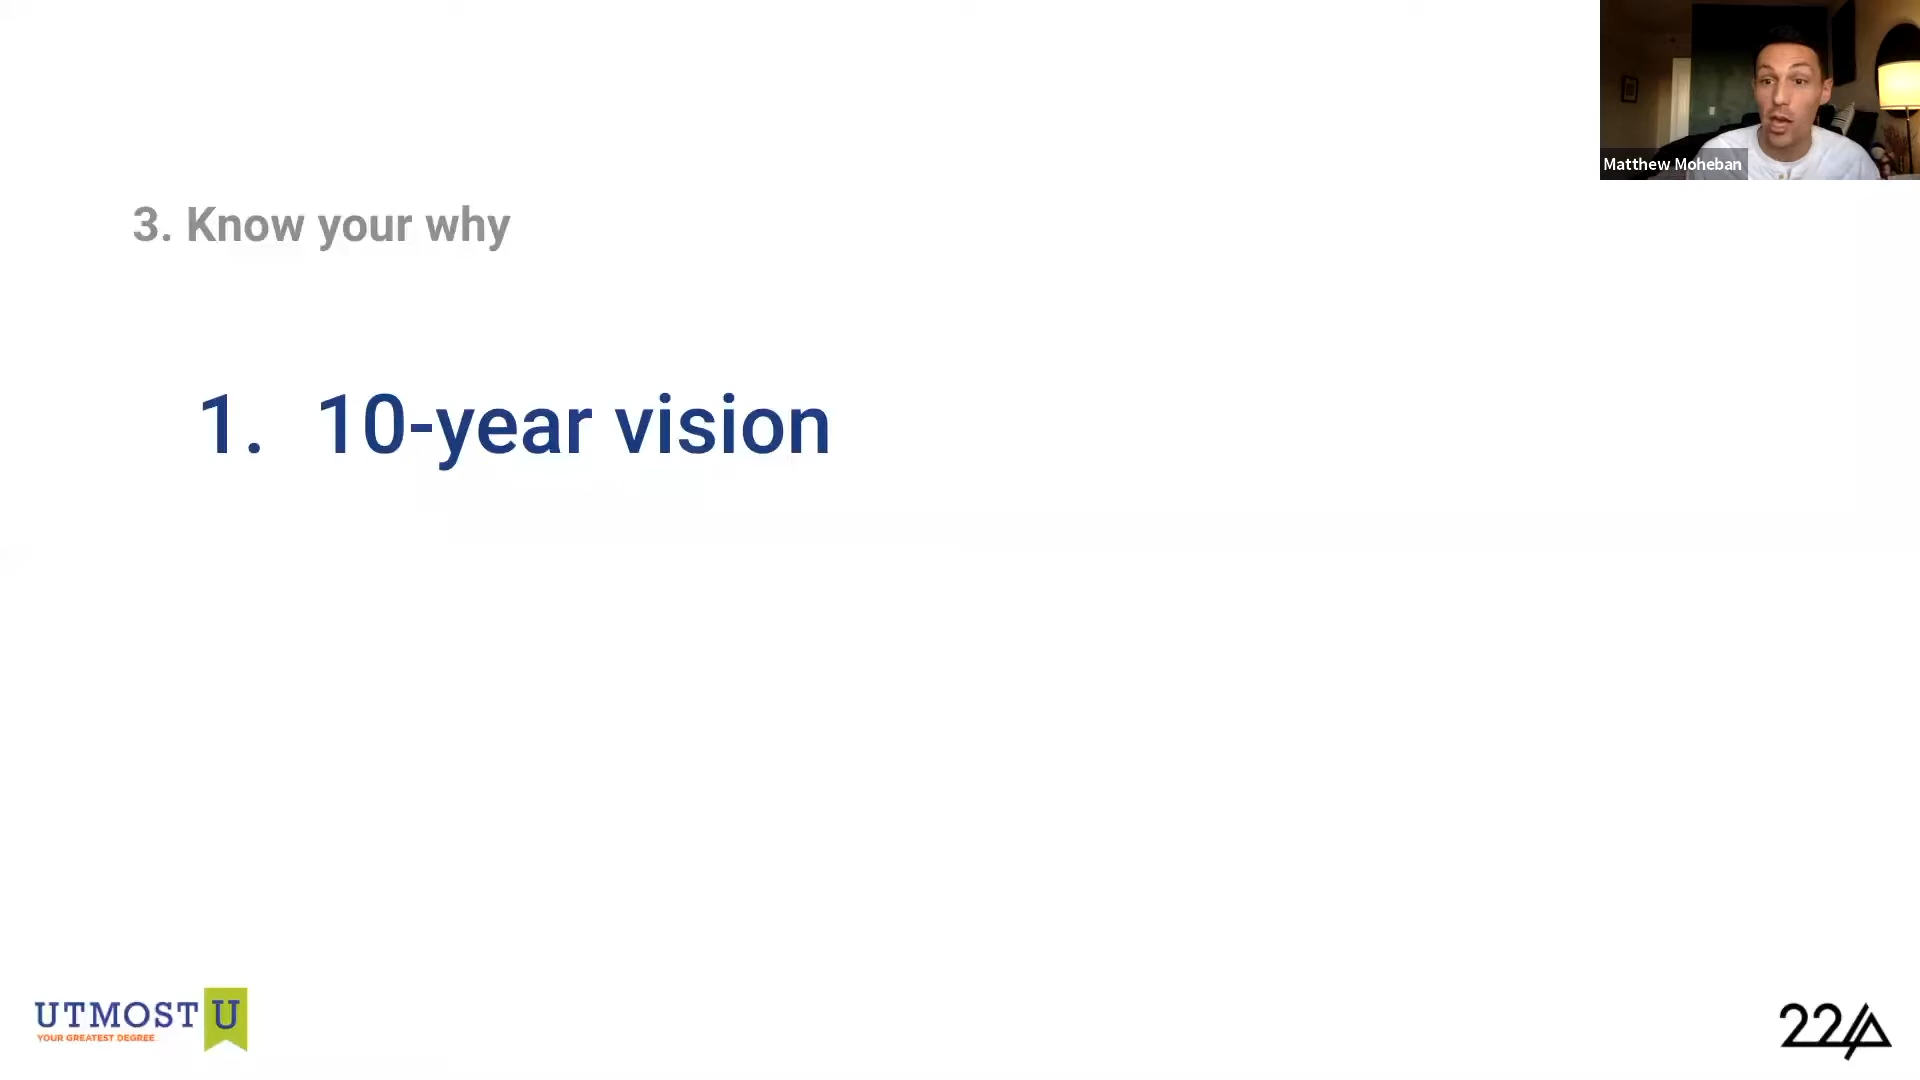 Matthew Moheban
3. Know your why
1. 10-year vision
UTMOST U
YOUR GREATEST DEGREE
22